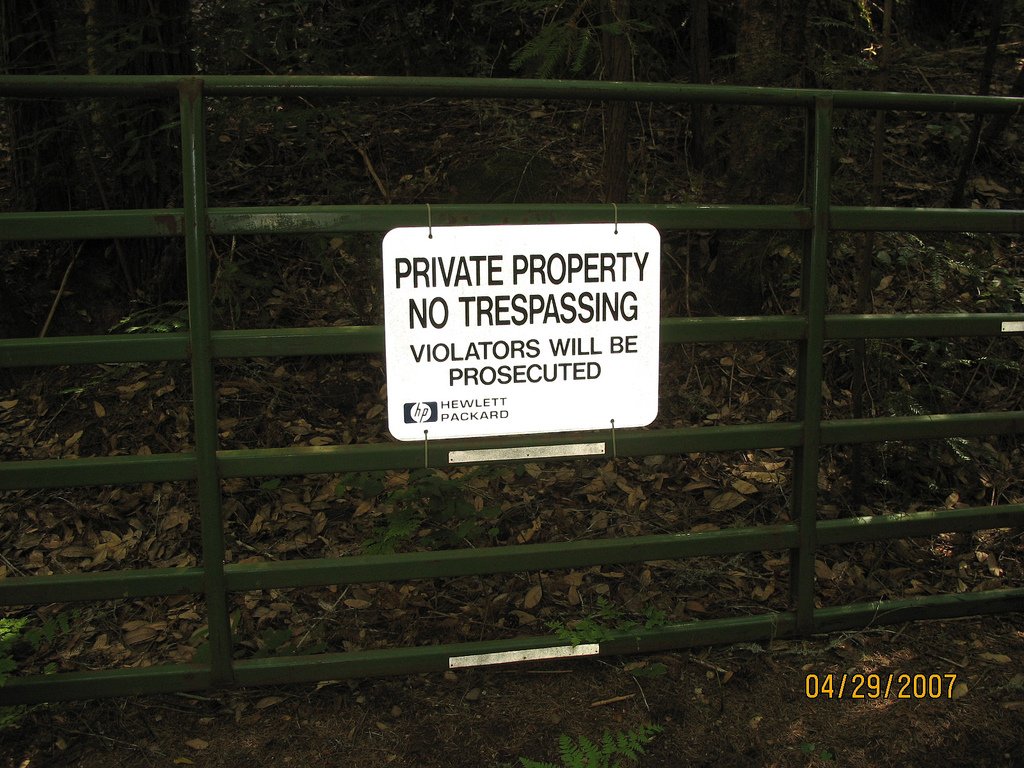 PRIVATE PROPERTY
NO TRESPASSING
VIOLATORS WILL BE
PROSECUTED
hp HEWLETT
PACKARD
04/29/2007